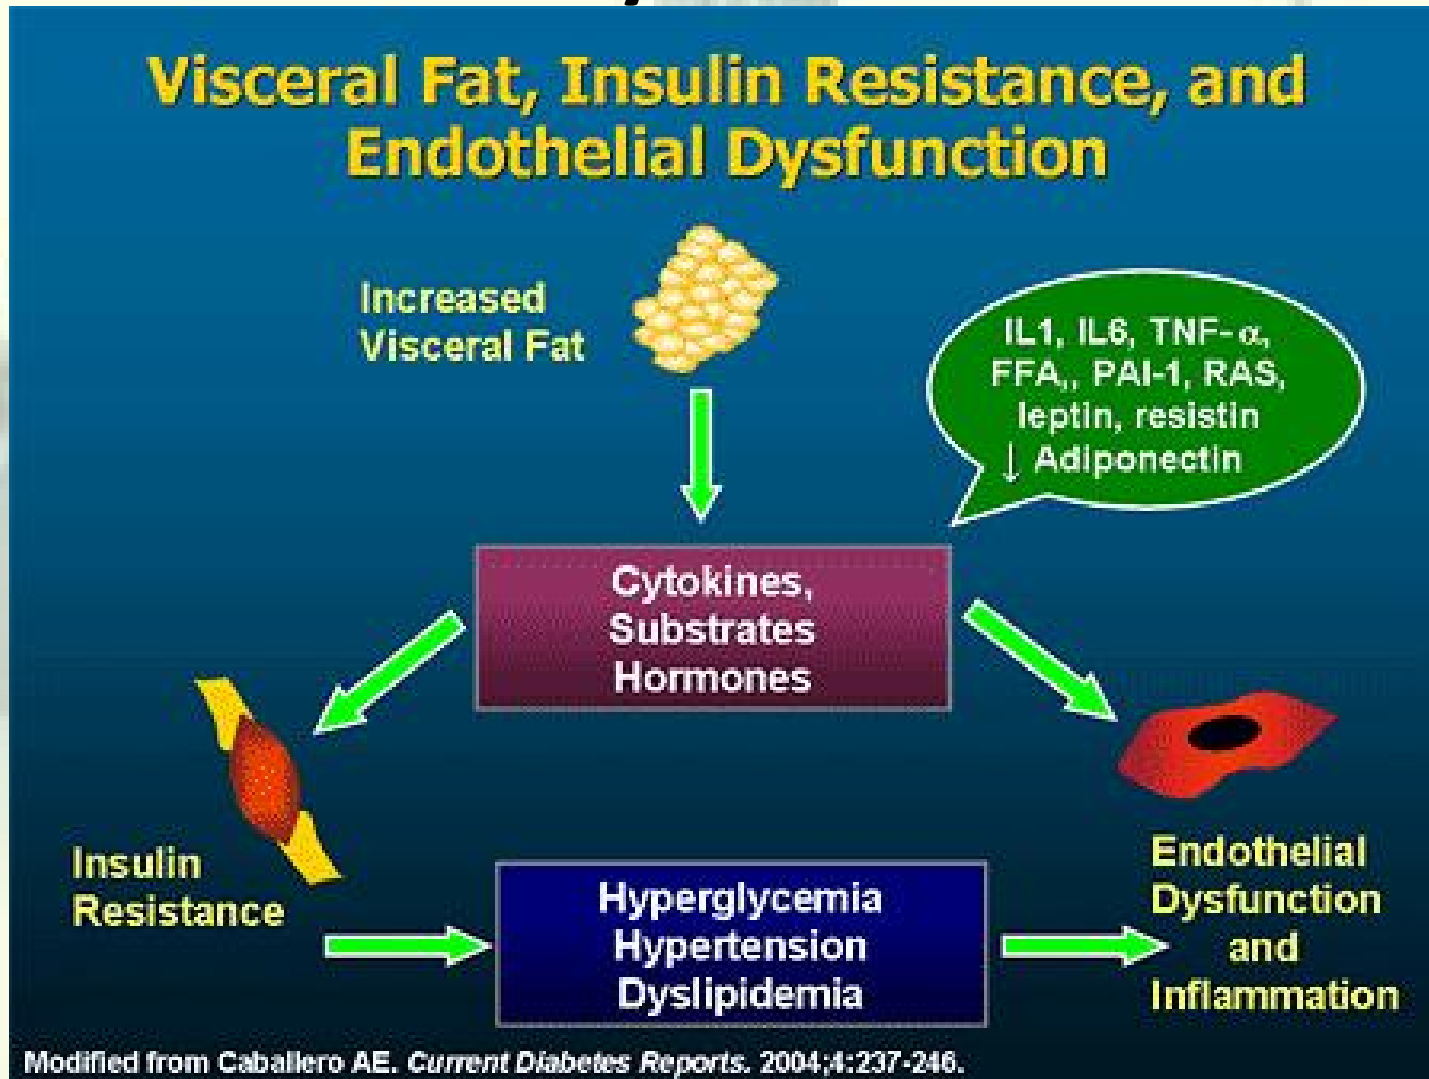 Visceral Fat, Insulin Resistance, and
Endothelial Dysfunction
Increased
Visceral Fat
IL1, IL6, TNF-α,
FFA,, PAI-1, RAS,
leptin, resistin
↓ Adiponectin
Cytokines,
Substrates
Hormones
Insulin
Resistance
Hyperglycemia
Hypertension
Dyslipidemia
Endothelial
Dysfunction
and
Inflammation
Modified from Caballero AE. Current Diabetes Reports. 2004;4:237-246.